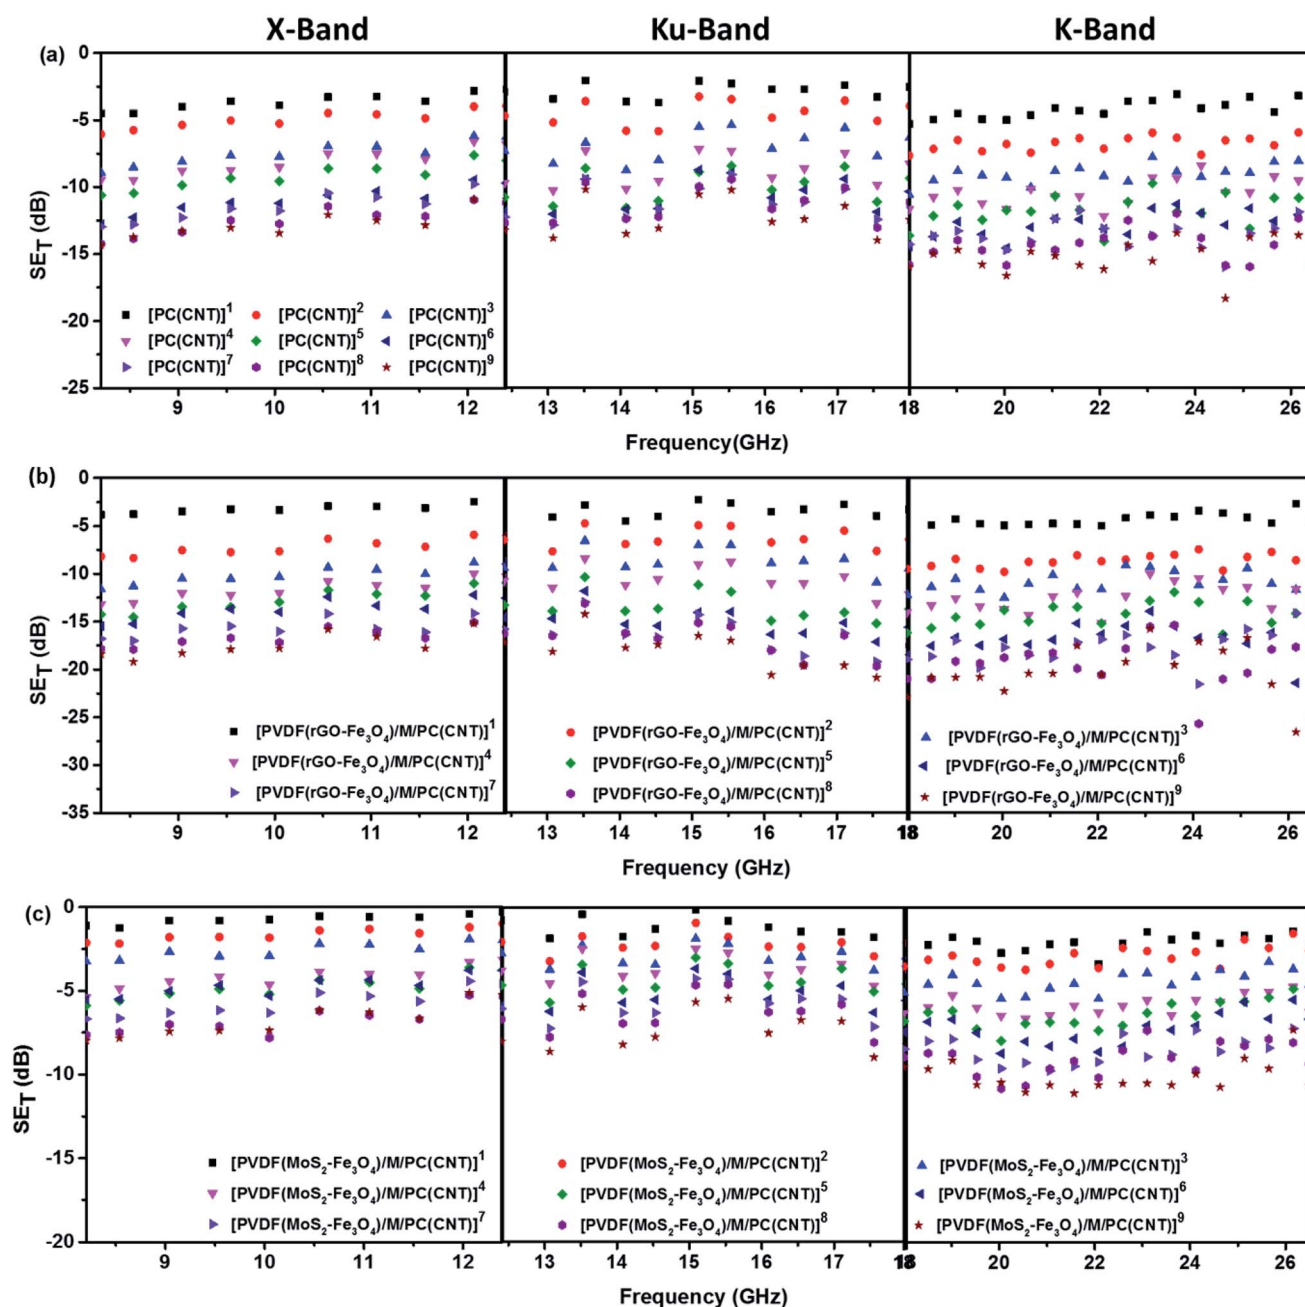 X-Band Ku-Band K-Band
(a)
0
-5
-10
-15
-20
-25
SE_T (dB)
[PC(CNT)]^1 [PC(CNT)]^2 [PC(CNT)]^3
[PC(CNT)]^4 [PC(CNT)]^5 [PC(CNT)]^6
[PC(CNT)]^7 [PC(CNT)]^8 [PC(CNT)]^9
9 10 11 12 13 14 15 16 17 18 20 22 24 26
Frequency(GHz)
(b)
0
-5
-10
-15
-20
-25
-30
-35
SE_T (dB)
[PVDF(rGO-Fe3O4)/M/PC(CNT)]^1 [PVDF(rGO-Fe3O4)/M/PC(CNT)]^2 [PVDF(rGO-Fe3O4)/M/PC(CNT)]^3
[PVDF(rGO-Fe3O4)/M/PC(CNT)]^4 [PVDF(rGO-Fe3O4)/M/PC(CNT)]^5 [PVDF(rGO-Fe3O4)/M/PC(CNT)]^6
[PVDF(rGO-Fe3O4)/M/PC(CNT)]^7 [PVDF(rGO-Fe3O4)/M/PC(CNT)]^8 [PVDF(rGO-Fe3O4)/M/PC(CNT)]^9
9 10 11 12 13 14 15 16 17 18 20 22 24 26
Frequency (GHz)
(c)
0
-5
-10
-15
-20
SE_T (dB)
[PVDF(MoS2-Fe3O4)/M/PC(CNT)]^1 [PVDF(MoS2-Fe3O4)/M/PC(CNT)]^2 [PVDF(MoS2-Fe3O4)/M/PC(CNT)]^3
[PVDF(MoS2-Fe3O4)/M/PC(CNT)]^4 [PVDF(MoS2-Fe3O4)/M/PC(CNT)]^5 [PVDF(MoS2-Fe3O4)/M/PC(CNT)]^6
[PVDF(MoS2-Fe3O4)/M/PC(CNT)]^7 [PVDF(MoS2-Fe3O4)/M/PC(CNT)]^8 [PVDF(MoS2-Fe3O4)/M/PC(CNT)]^9
9 10 11 12 13 14 15 16 17 18 20 22 24 26
Frequency (GHz)